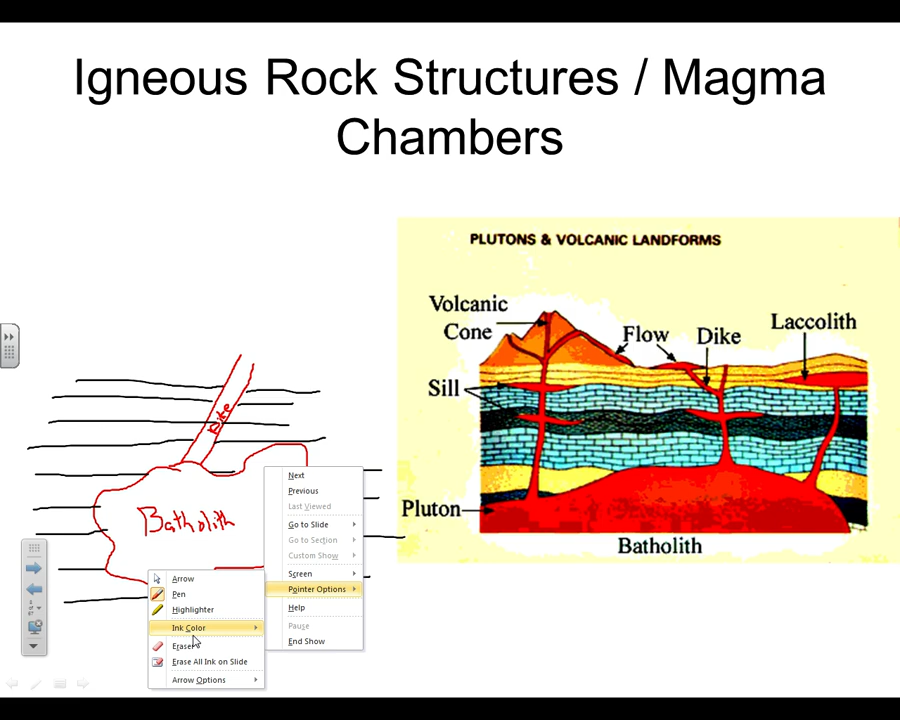 Igneous Rock Structures / Magma
Chambers
PLUTONS & VOLCANIC LANDFORMS
Volcanic
Cone
Flow
Dike
Laccolith
Sill
Pluton
Batholith
Dike
Batholith
Next
Previous
Last Viewed
Go to Slide
Go to Section
Custom Show
Screen
Pointer Options
Help
Pause
End Show
Arrow
Pen
Highlighter
Ink Color
Eraser
Erase All Ink on Slide
Arrow Options